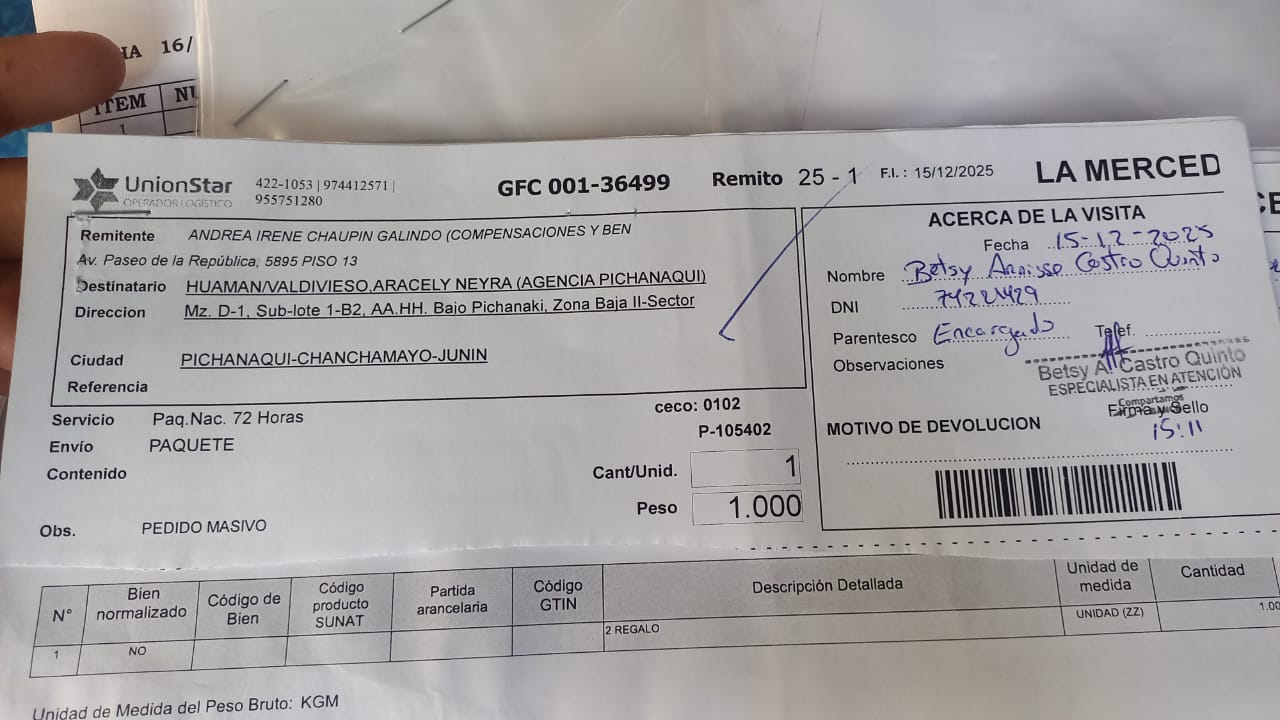 HA 16/
ITEM
1
UnionStar
OPERADOR LOGÍSTICO
422-1053 | 974412571 |
955751280
GFC 001-36499
Remito 25 - 1
F.I. : 15/12/2025
LA MERCED
Remitente ANDREA IRENE CHAUPIN GALINDO (COMPENSACIONES Y BEN
Av. Paseo de la República, 5895 PISO 13
Destinatario HUAMAN/VALDIVIESO,ARACELY NEYRA (AGENCIA PICHANAQUI)
Direccion Mz. D-1, Sub-lote 1-B2, AA.HH. Bajo Pichanaki, Zona Baja II-Sector
Ciudad PICHANAQUI-CHANCHAMAYO-JUNIN
Referencia
ACERCA DE LA VISITA
Fecha 15-12-2025
Nombre Betsy Annisse Castro Quinto
DNI 74221429
Parentesco Encargado Telef.
Observaciones
Betsy A. Castro Quinto
ESPECIALISTA EN ATENCIÓN
Compartamos
Firma y Sello
15:11
MOTIVO DE DEVOLUCION
Servicio Paq.Nac. 72 Horas
Envío PAQUETE
Contenido
ceco: 0102
P-105402
Cant/Unid. 1
Peso 1.000
Obs. PEDIDO MASIVO
N° Bien normalizado Código de Bien Código producto SUNAT Partida arancelaria Código GTIN Descripción Detallada Unidad de medida Cantidad
1 NO 2 REGALO UNIDAD (ZZ) 1.00
Unidad de Medida del Peso Bruto: KGM